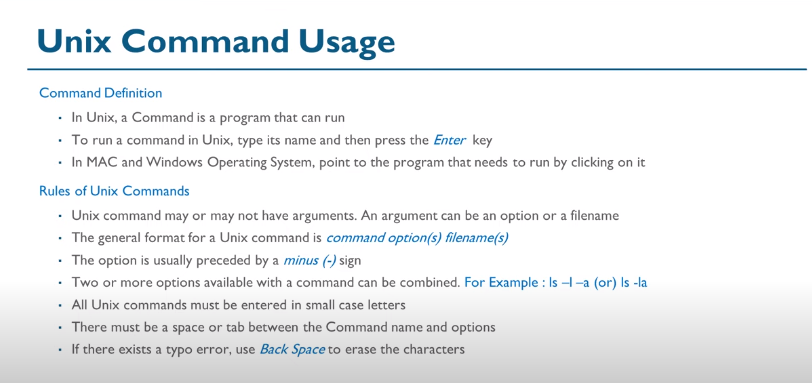 Unix Command Usage
Command Definition
• In Unix, a Command is a program that can run
• To run a command in Unix, type its name and then press the Enter key
• In MAC and Windows Operating System, point to the program that needs to run by clicking on it
Rules of Unix Commands
• Unix command may or may not have arguments. An argument can be an option or a filename
• The general format for a Unix command is command option(s) filename(s)
• The option is usually preceded by a minus (-) sign
• Two or more options available with a command can be combined. For Example : ls –l –a (or) ls -la
• All Unix commands must be entered in small case letters
• There must be a space or tab between the Command name and options
• If there exists a typo error, use Back Space to erase the characters